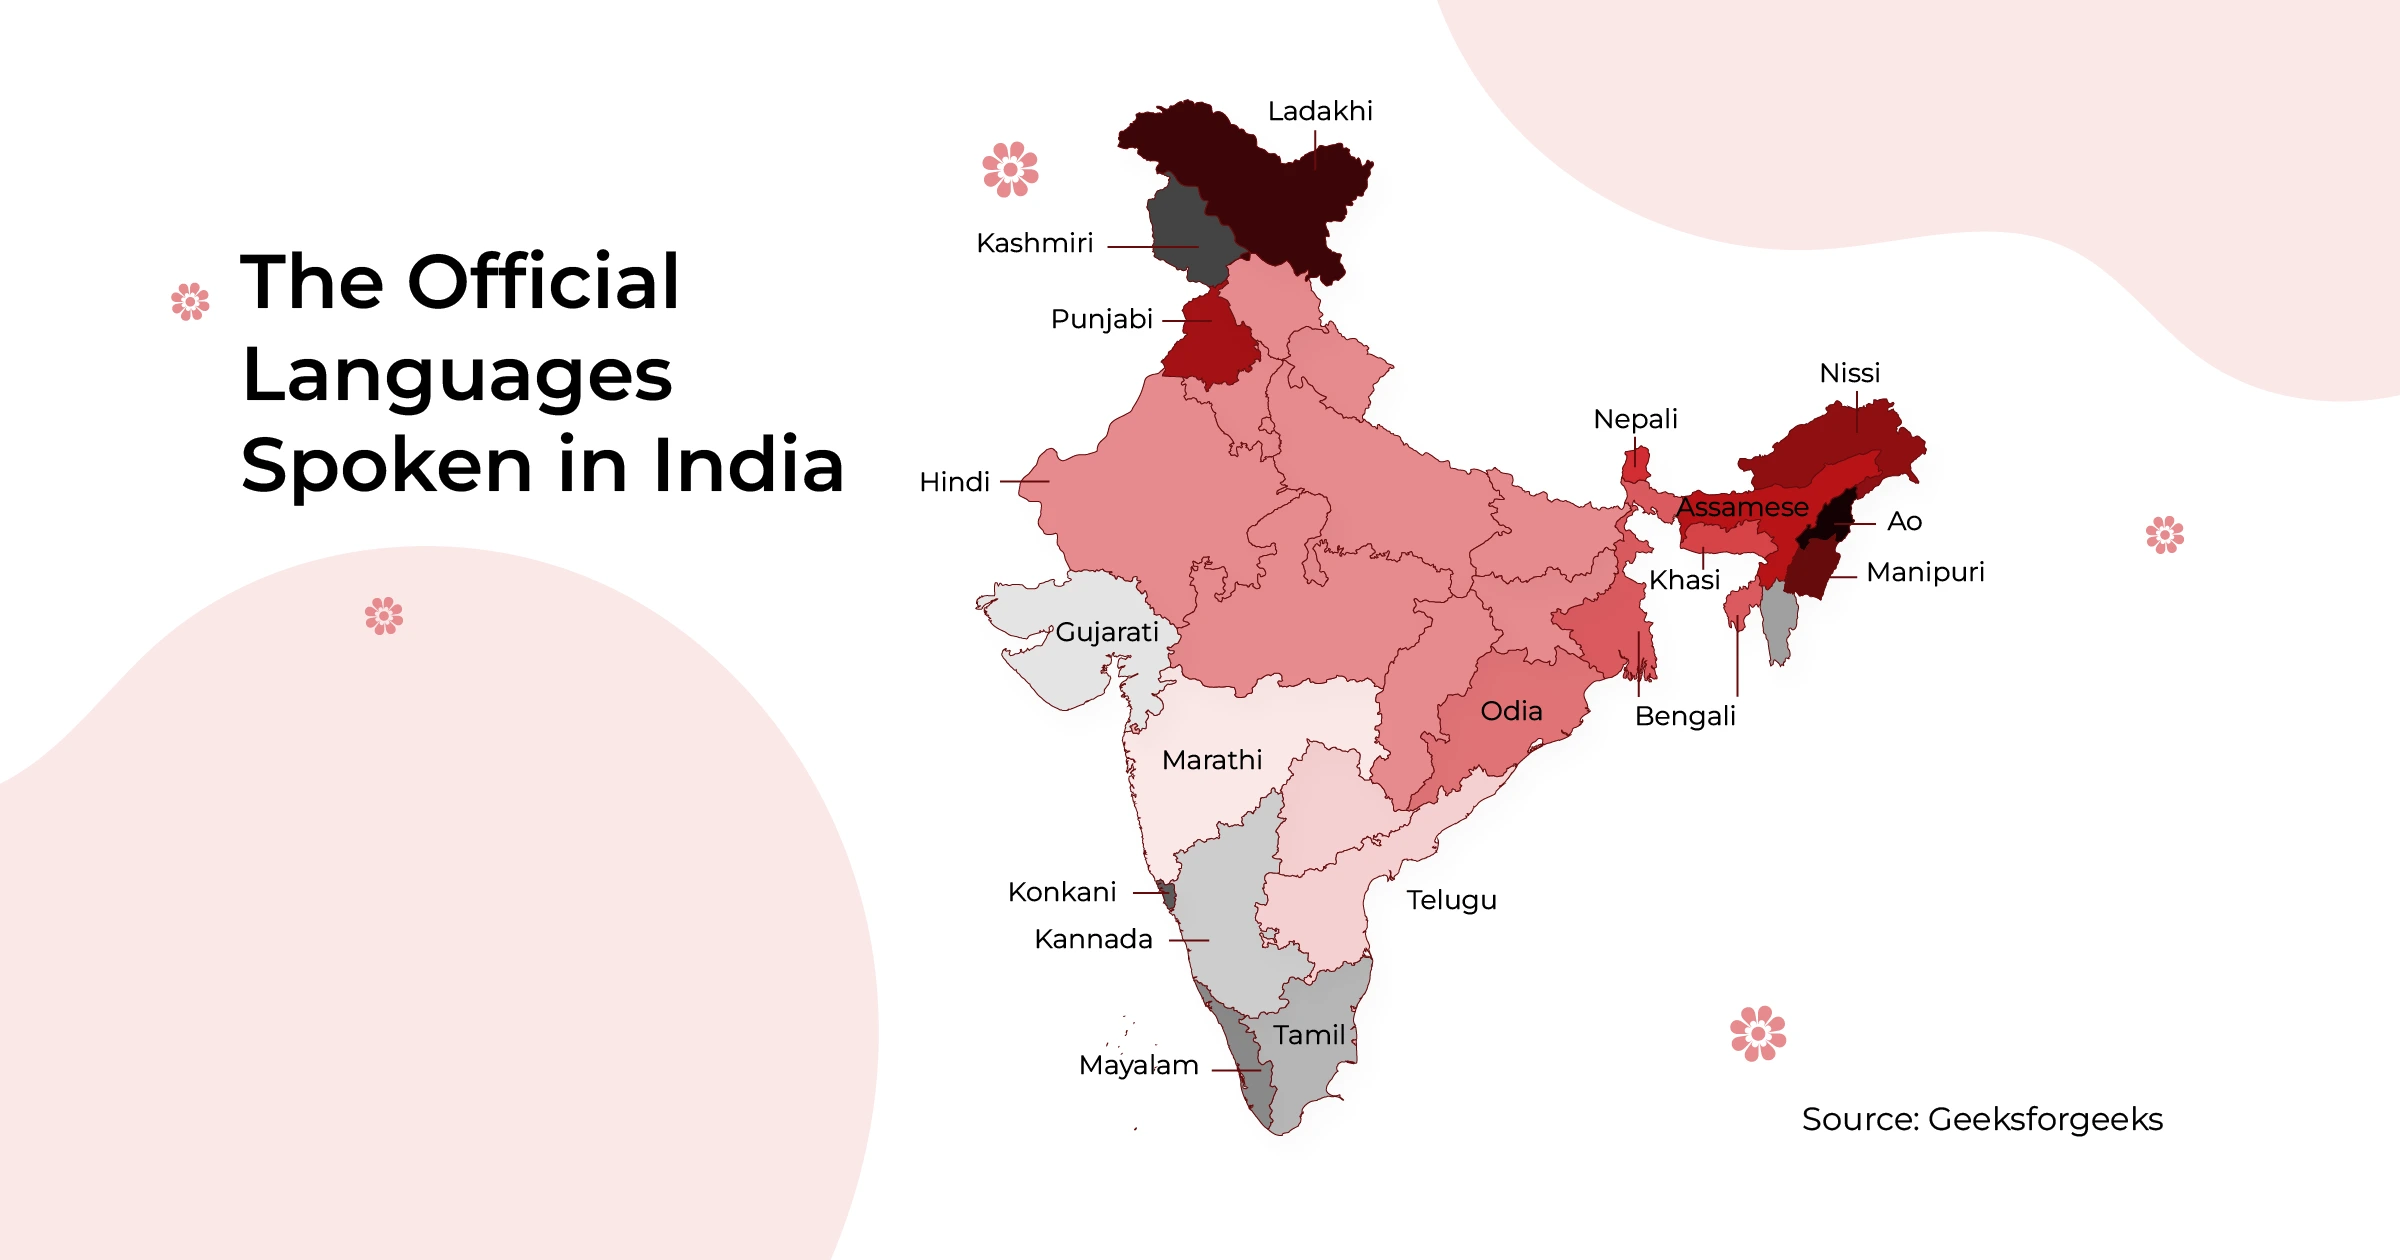 The Official
Languages
Spoken in India
Ladakhi
Kashmiri
Punjabi
Nissi
Nepali
Hindi
Assamese
Ao
Khasi
Manipuri
Gujarati
Odia
Bengali
Marathi
Konkani
Telugu
Kannada
Tamil
Mayalam
Source: Geeksforgeeks